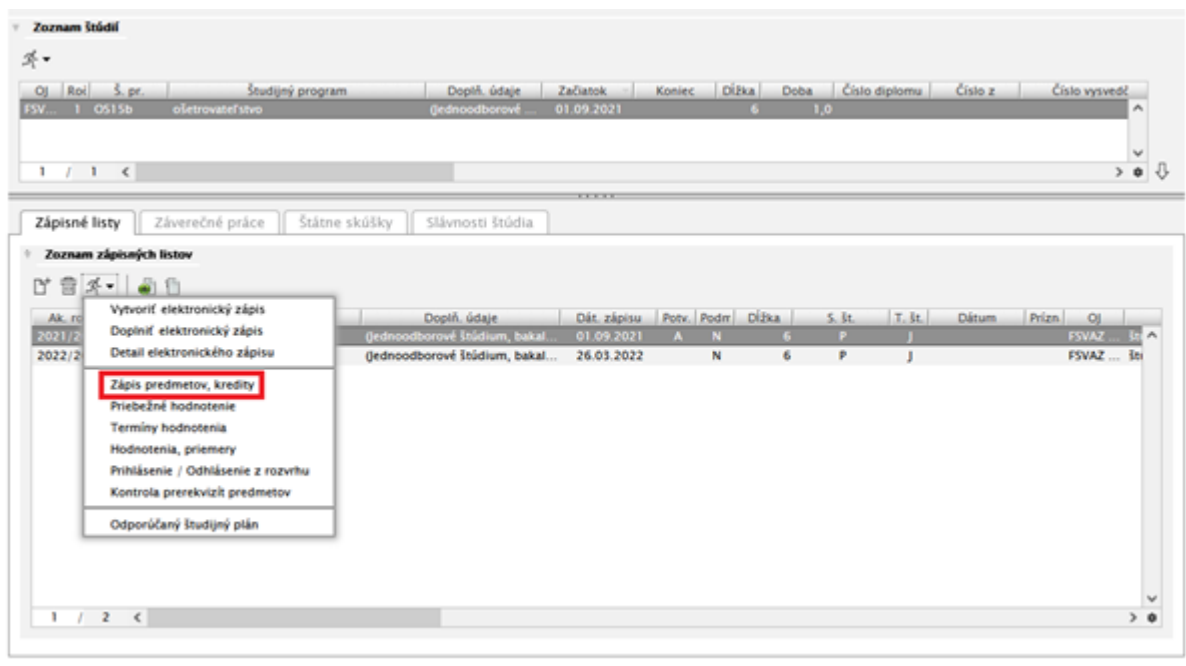 Zoznam štúdií
OJ Roč Š. pr. Študijný program Doplň. údaje Začiatok Koniec Dĺžka Doba Číslo diplomu Číslo z Číslo vysvedč
FSV... 1 OS15b ošetrovateľstvo (Jednoodborové ... 01.09.2021 6 1,0
1 / 1
Zápisné listy Záverečné práce Štátne skúšky Slávnosti štúdia
Zoznam zápisných listov
Ak. ro Doplň. údaje Dát. zápisu Potv. Podm Dĺžka S. št. T. št. Dátum Prízn OJ
2021/2 (Jednoodborové štúdium, bakal... 01.09.2021 A N 6 P J FSVAZ ... št
2022/2 (Jednoodborové štúdium, bakal... 26.03.2022 N 6 P J FSVAZ ... št
Vytvoriť elektronický zápis
Doplniť elektronický zápis
Detail elektronického zápisu
Zápis predmetov, kredity
Priebežné hodnotenie
Termíny hodnotenia
Hodnotenia, priemery
Prihlásenie / Odhlásenie z rozvrhu
Kontrola prerekvizít predmetov
Odporúčaný študijný plán
1 / 2